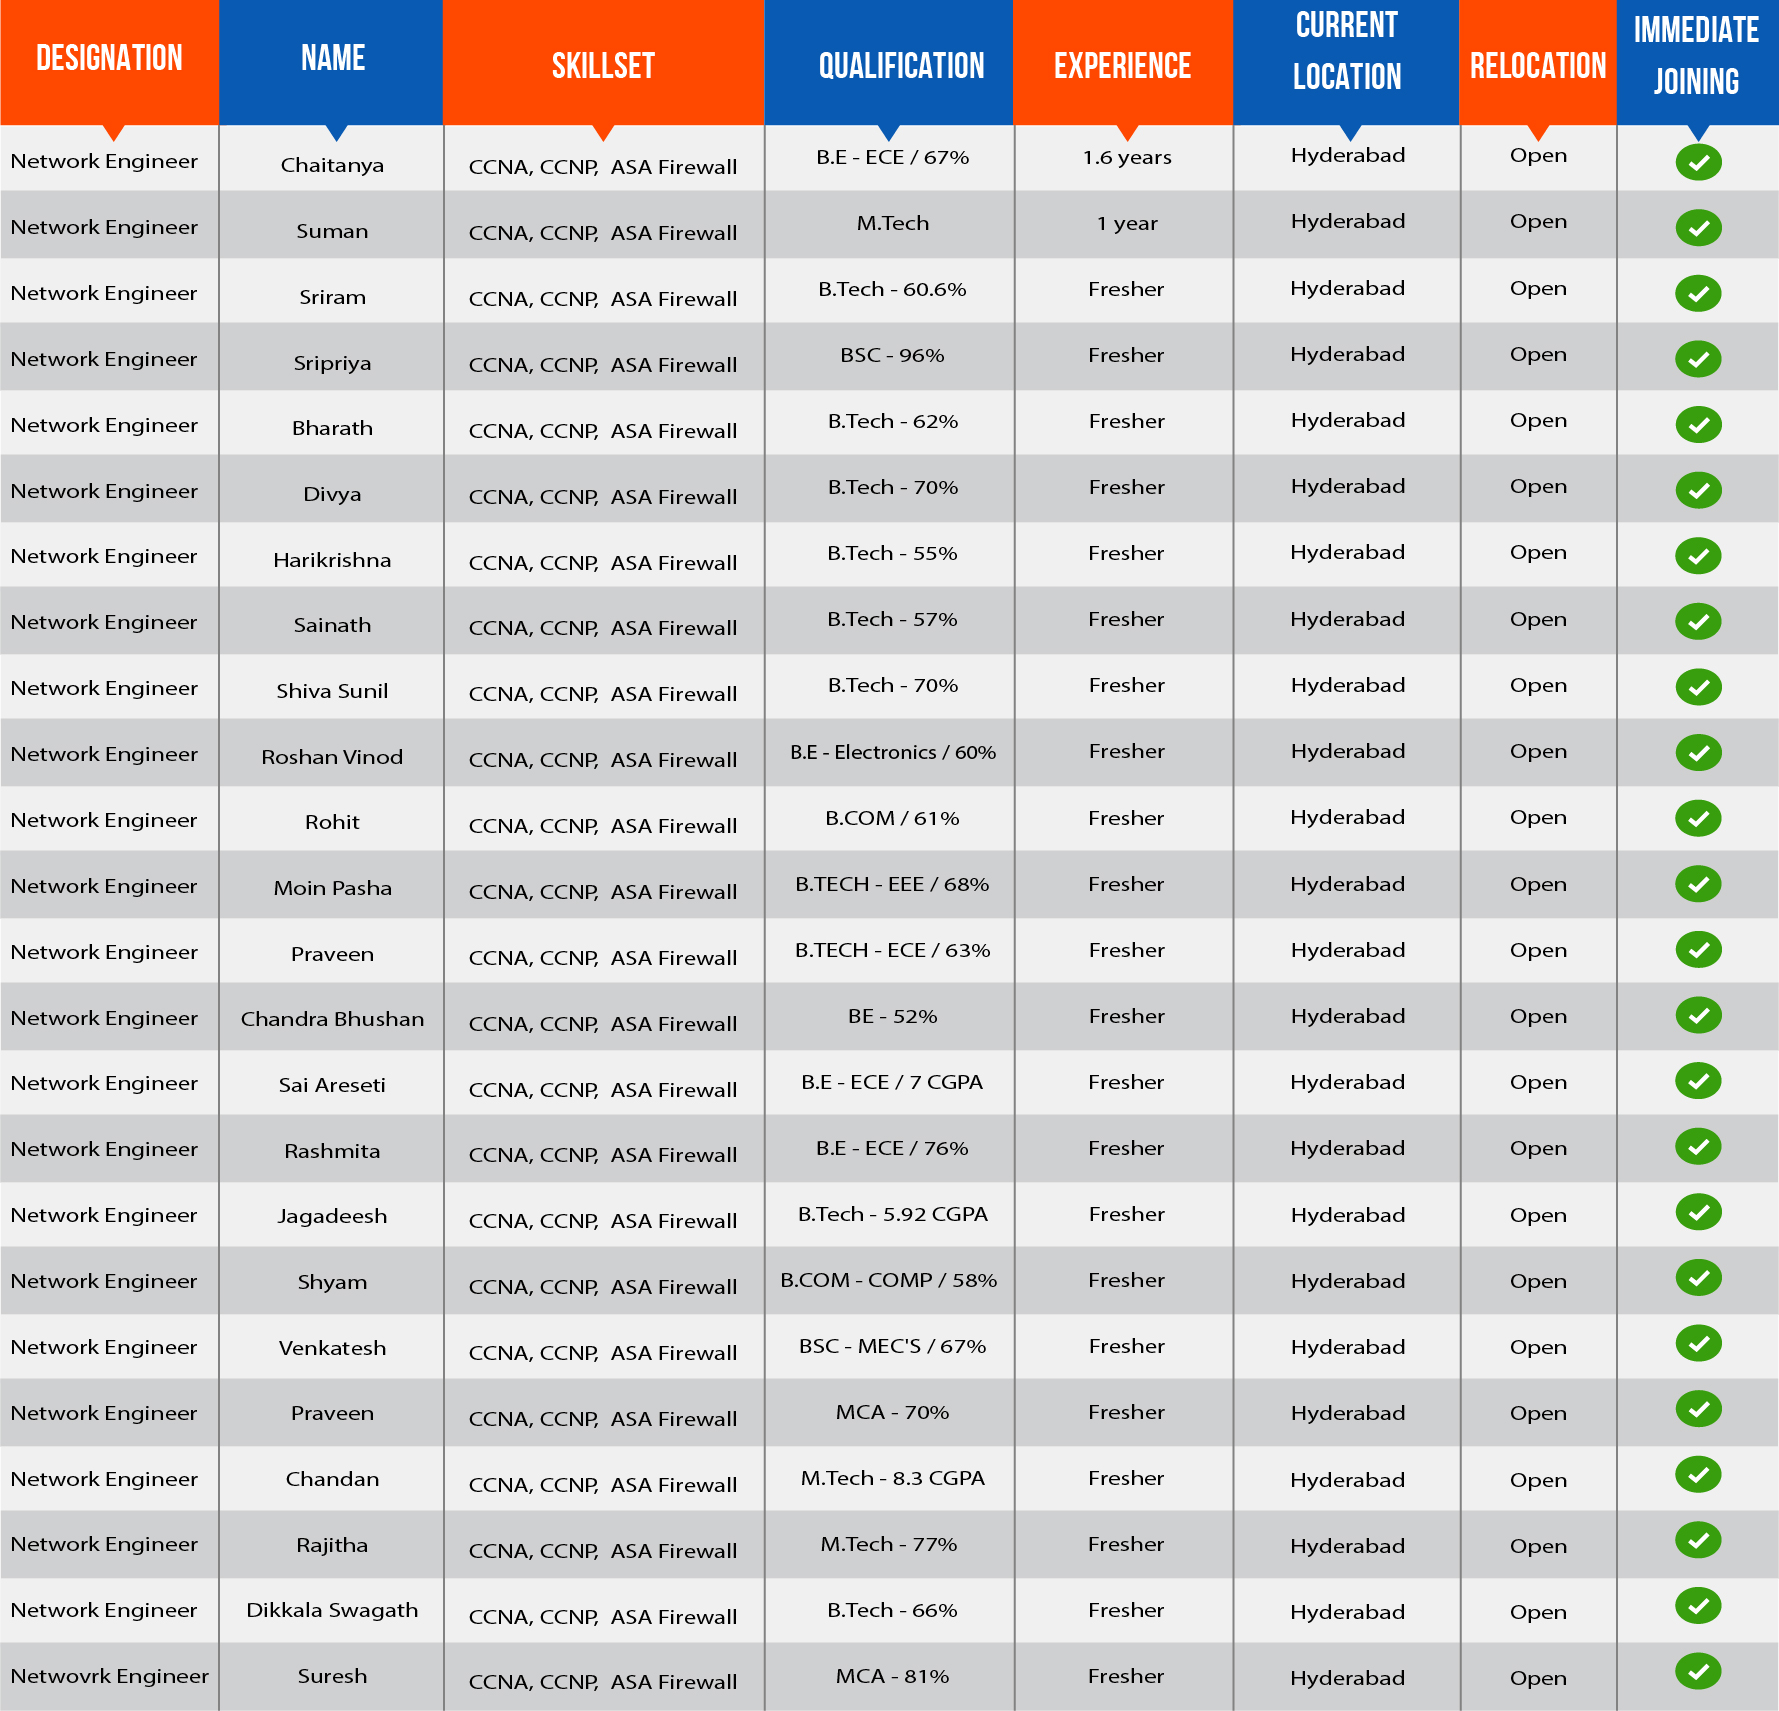 DESIGNATION NAME SKILLSET QUALIFICATION EXPERIENCE CURRENT LOCATION RELOCATION IMMEDIATE JOINING
Network Engineer Chaitanya CCNA, CCNP, ASA Firewall B.E - ECE / 67% 1.6 years Hyderabad Open
Network Engineer Suman CCNA, CCNP, ASA Firewall M.Tech 1 year Hyderabad Open
Network Engineer Sriram CCNA, CCNP, ASA Firewall B.Tech - 60.6% Fresher Hyderabad Open
Network Engineer Sripriya CCNA, CCNP, ASA Firewall BSC - 96% Fresher Hyderabad Open
Network Engineer Bharath CCNA, CCNP, ASA Firewall B.Tech - 62% Fresher Hyderabad Open
Network Engineer Divya CCNA, CCNP, ASA Firewall B.Tech - 70% Fresher Hyderabad Open
Network Engineer Harikrishna CCNA, CCNP, ASA Firewall B.Tech - 55% Fresher Hyderabad Open
Network Engineer Sainath CCNA, CCNP, ASA Firewall B.Tech - 57% Fresher Hyderabad Open
Network Engineer Shiva Sunil CCNA, CCNP, ASA Firewall B.Tech - 70% Fresher Hyderabad Open
Network Engineer Roshan Vinod CCNA, CCNP, ASA Firewall B.E - Electronics / 60% Fresher Hyderabad Open
Network Engineer Rohit CCNA, CCNP, ASA Firewall B.COM / 61% Fresher Hyderabad Open
Network Engineer Moin Pasha CCNA, CCNP, ASA Firewall B.TECH - EEE / 68% Fresher Hyderabad Open
Network Engineer Praveen CCNA, CCNP, ASA Firewall B.TECH - ECE / 63% Fresher Hyderabad Open
Network Engineer Chandra Bhushan CCNA, CCNP, ASA Firewall BE - 52% Fresher Hyderabad Open
Network Engineer Sai Areseti CCNA, CCNP, ASA Firewall B.E - ECE / 7 CGPA Fresher Hyderabad Open
Network Engineer Rashmita CCNA, CCNP, ASA Firewall B.E - ECE / 76% Fresher Hyderabad Open
Network Engineer Jagadeesh CCNA, CCNP, ASA Firewall B.Tech - 5.92 CGPA Fresher Hyderabad Open
Network Engineer Shyam CCNA, CCNP, ASA Firewall B.COM - COMP / 58% Fresher Hyderabad Open
Network Engineer Venkatesh CCNA, CCNP, ASA Firewall BSC - MEC'S / 67% Fresher Hyderabad Open
Network Engineer Praveen CCNA, CCNP, ASA Firewall MCA - 70% Fresher Hyderabad Open
Network Engineer Chandan CCNA, CCNP, ASA Firewall M.Tech - 8.3 CGPA Fresher Hyderabad Open
Network Engineer Rajitha CCNA, CCNP, ASA Firewall M.Tech - 77% Fresher Hyderabad Open
Network Engineer Dikkala Swagath CCNA, CCNP, ASA Firewall B.Tech - 66% Fresher Hyderabad Open
Netwovrk Engineer Suresh CCNA, CCNP, ASA Firewall MCA - 81% Fresher Hyderabad Open